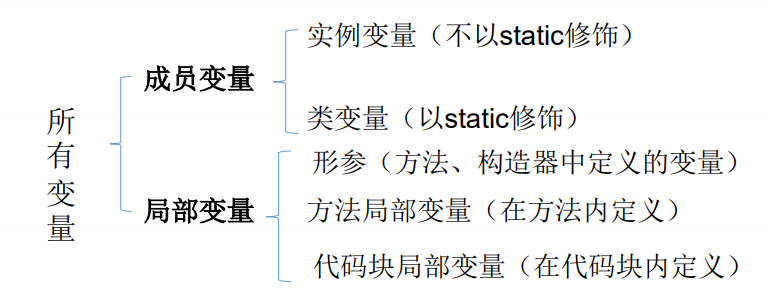 所有变量
成员变量
实例变量（不以static修饰）
类变量（以static修饰）
局部变量
形参（方法、构造器中定义的变量）
方法局部变量（在方法内定义）
代码块局部变量（在代码块内定义）